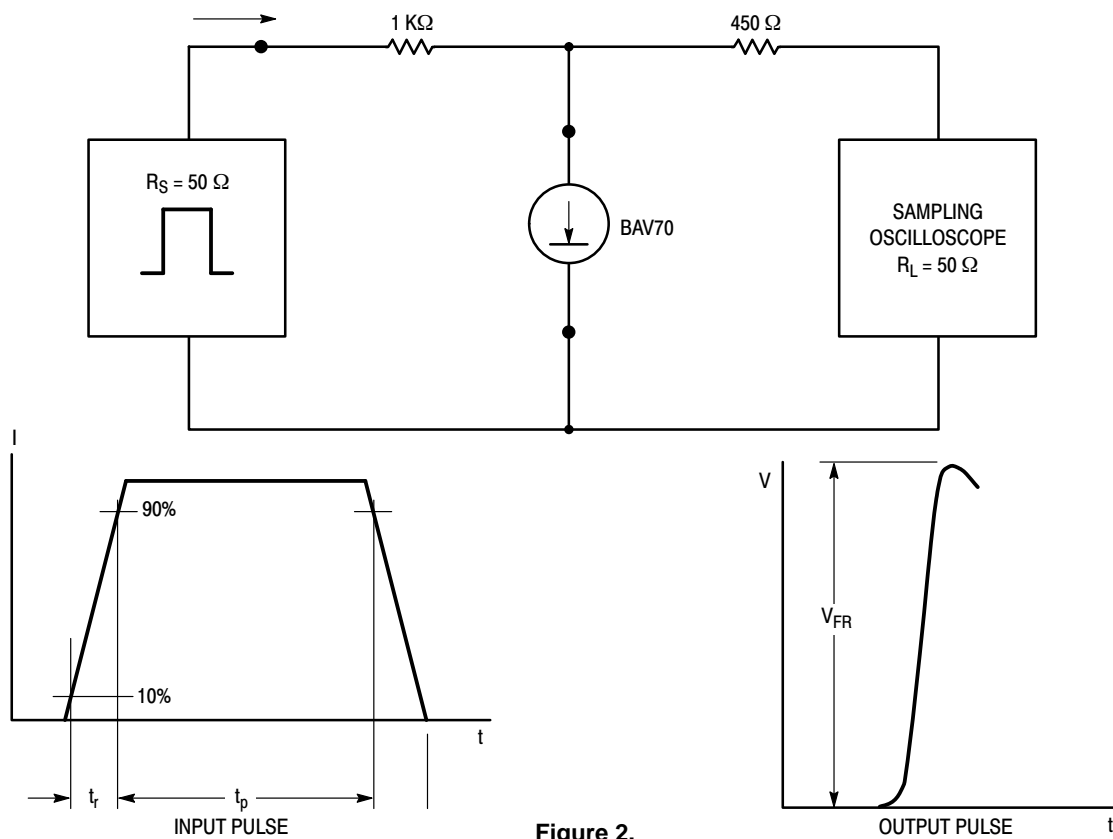 1 KΩ
450 Ω
R_S = 50 Ω
BAV70
SAMPLING
OSCILLOSCOPE
R_L = 50 Ω
I
90%
10%
t
t_r
t_p
INPUT PULSE
V
V_FR
t
OUTPUT PULSE
Figure 2.